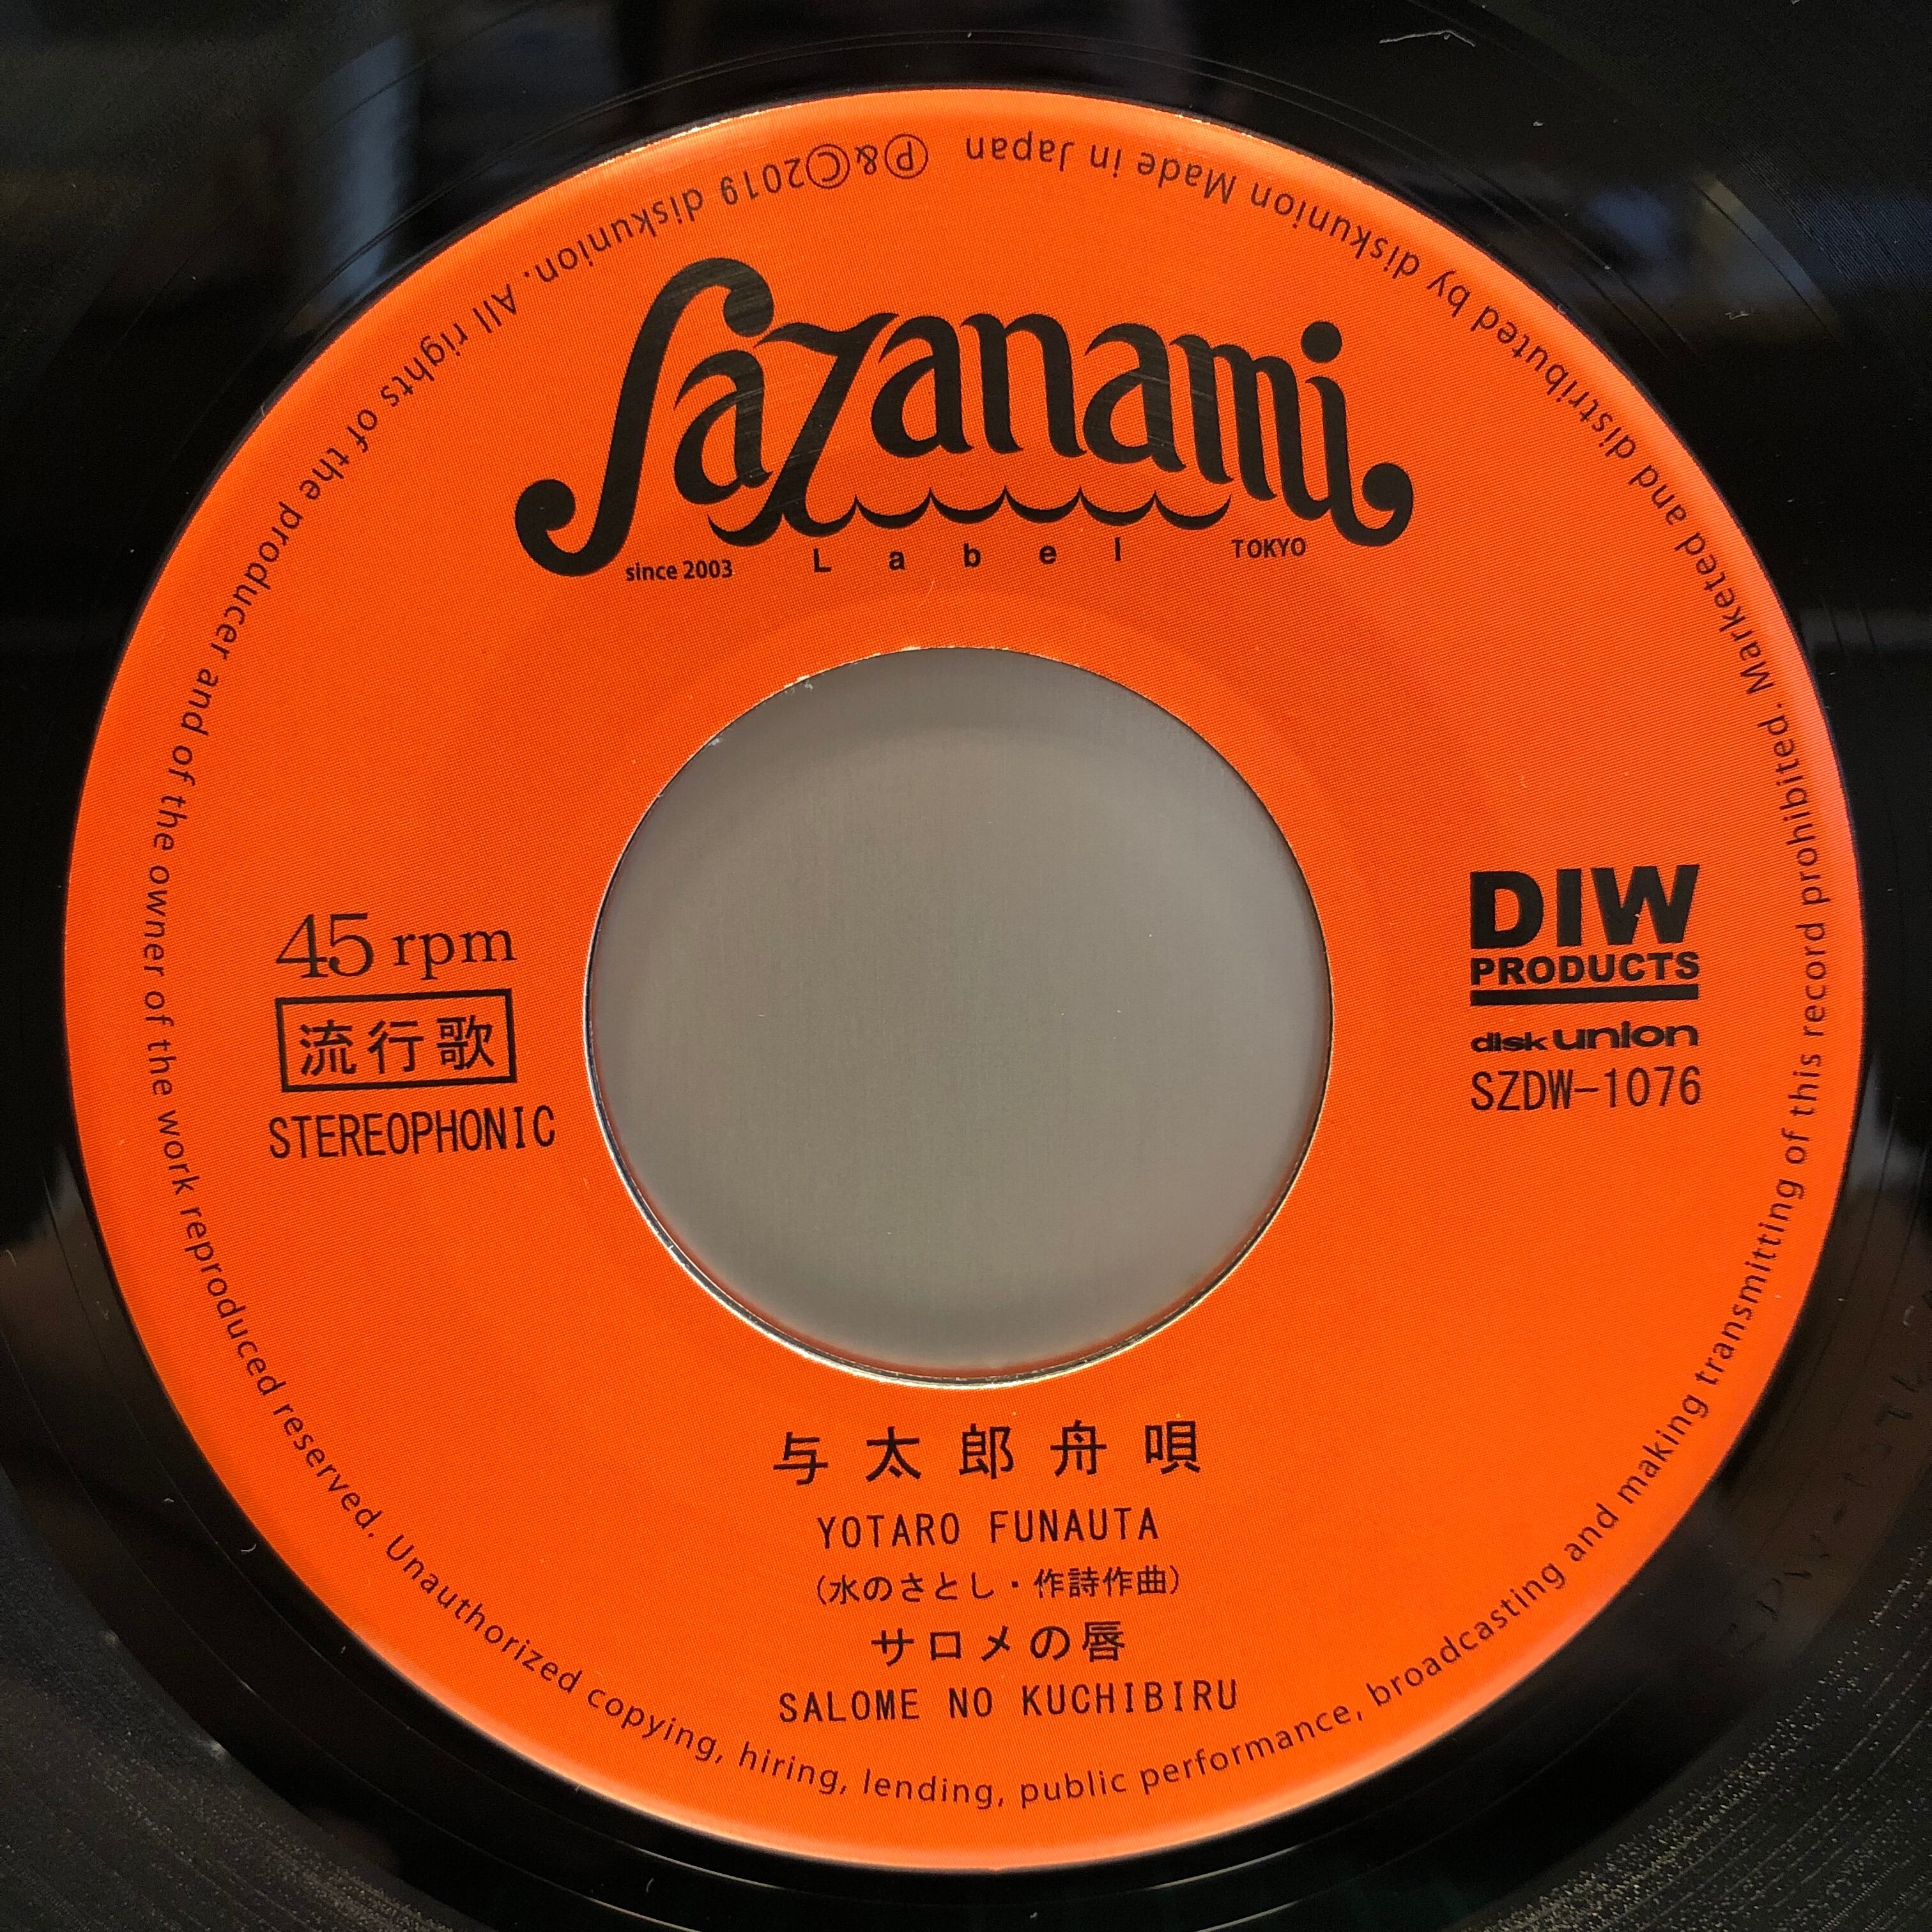 Sazanami
since 2003 Label TOKYO
45 rpm
流行歌
STEREOPHONIC
DIW
PRODUCTS
disk union
SZDW-1076
与太郎舟唄
YOTARO FUNAUTA
(水のさとし・作詩作曲)
サロメの唇
SALOME NO KUCHIBIRU
Ⓟ&Ⓒ2019 diskunion. All rights of the producer and of the owner of the work reproduced reserved. Unauthorized copying, hiring, lending, public performance, broadcasting and making transmitting of this record prohibited. Marketed and distributed by diskunion Made in Japan